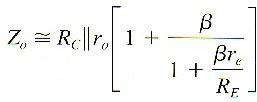 Z_o ≅ R_C‖r_o [ 1 + β / (1 + βr_e / R_E) ]